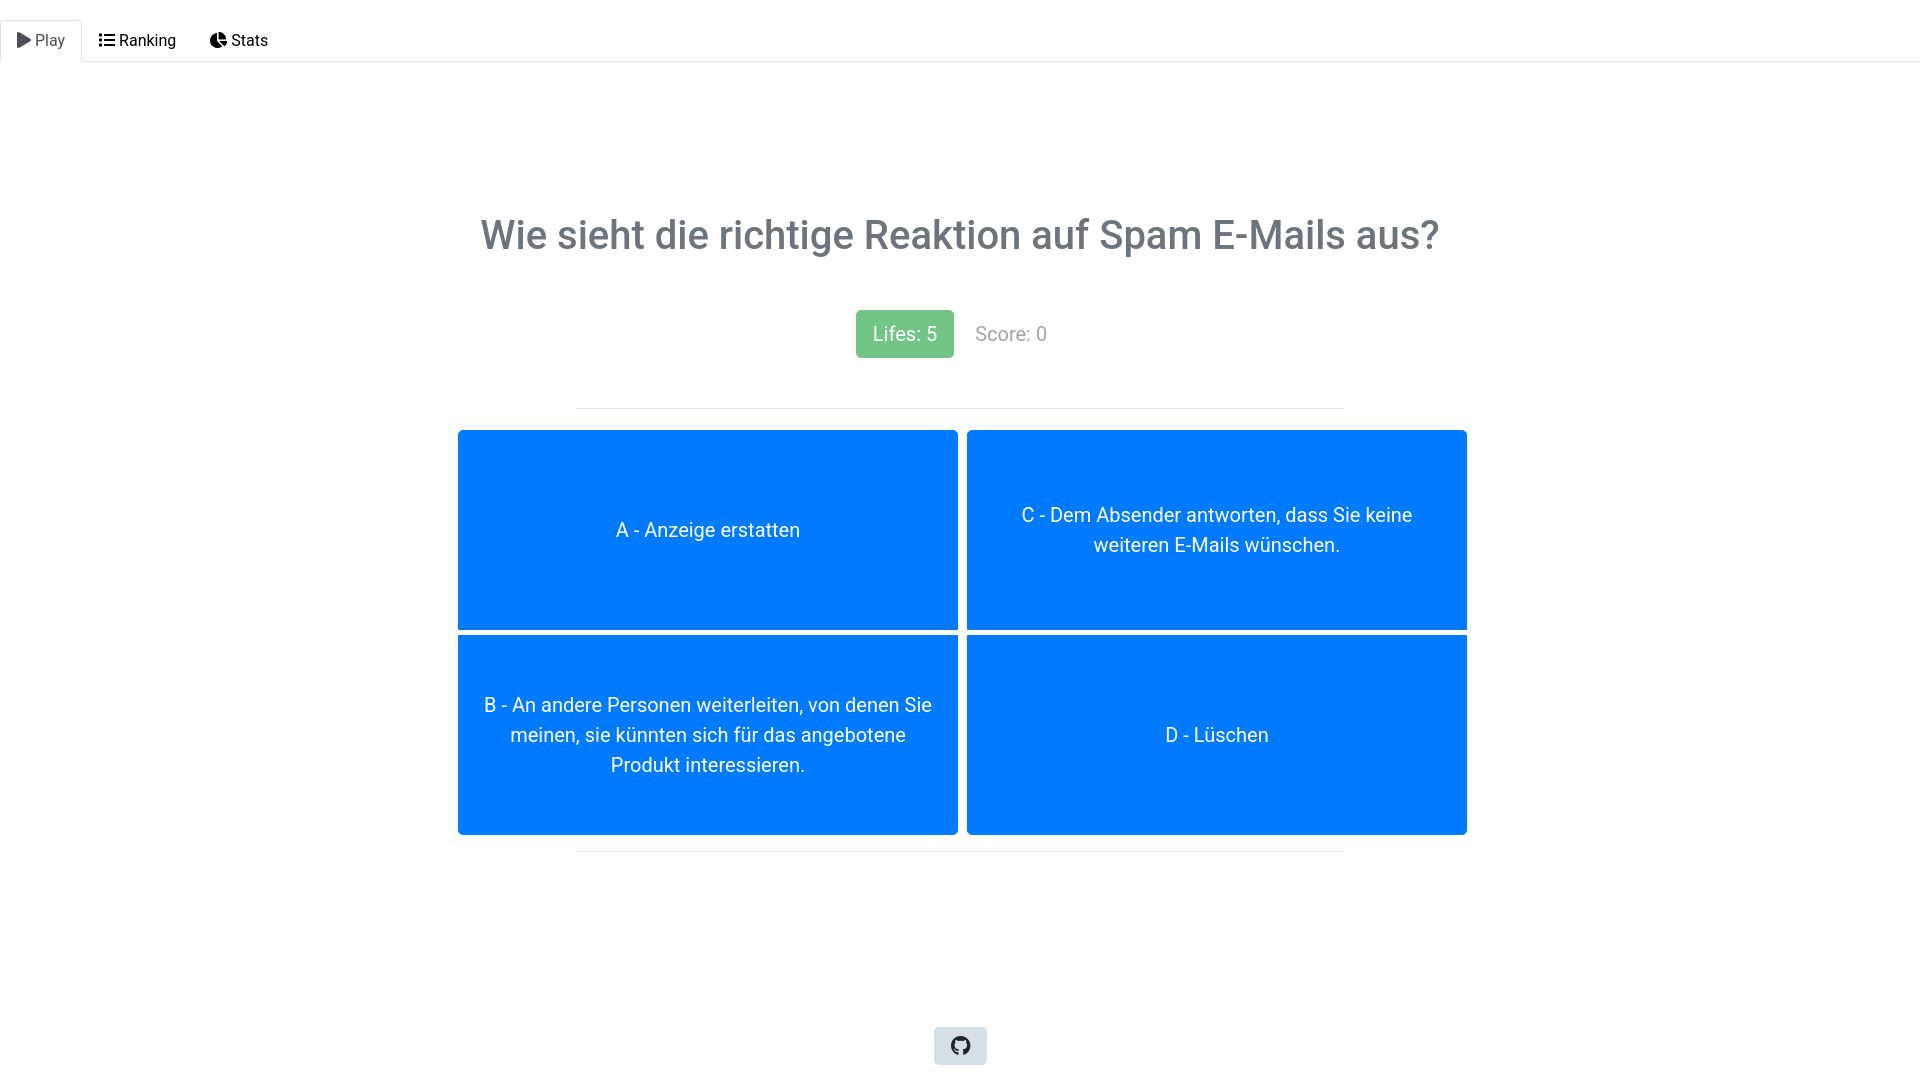 Play
Ranking
Stats
Wie sieht die richtige Reaktion auf Spam E-Mails aus?
Lifes: 5
Score: 0
A - Anzeige erstatten
C - Dem Absender antworten, dass Sie keine
weiteren E-Mails wünschen.
B - An andere Personen weiterleiten, von denen Sie
meinen, sie künnten sich für das angebotene
Produkt interessieren.
D - Lüschen